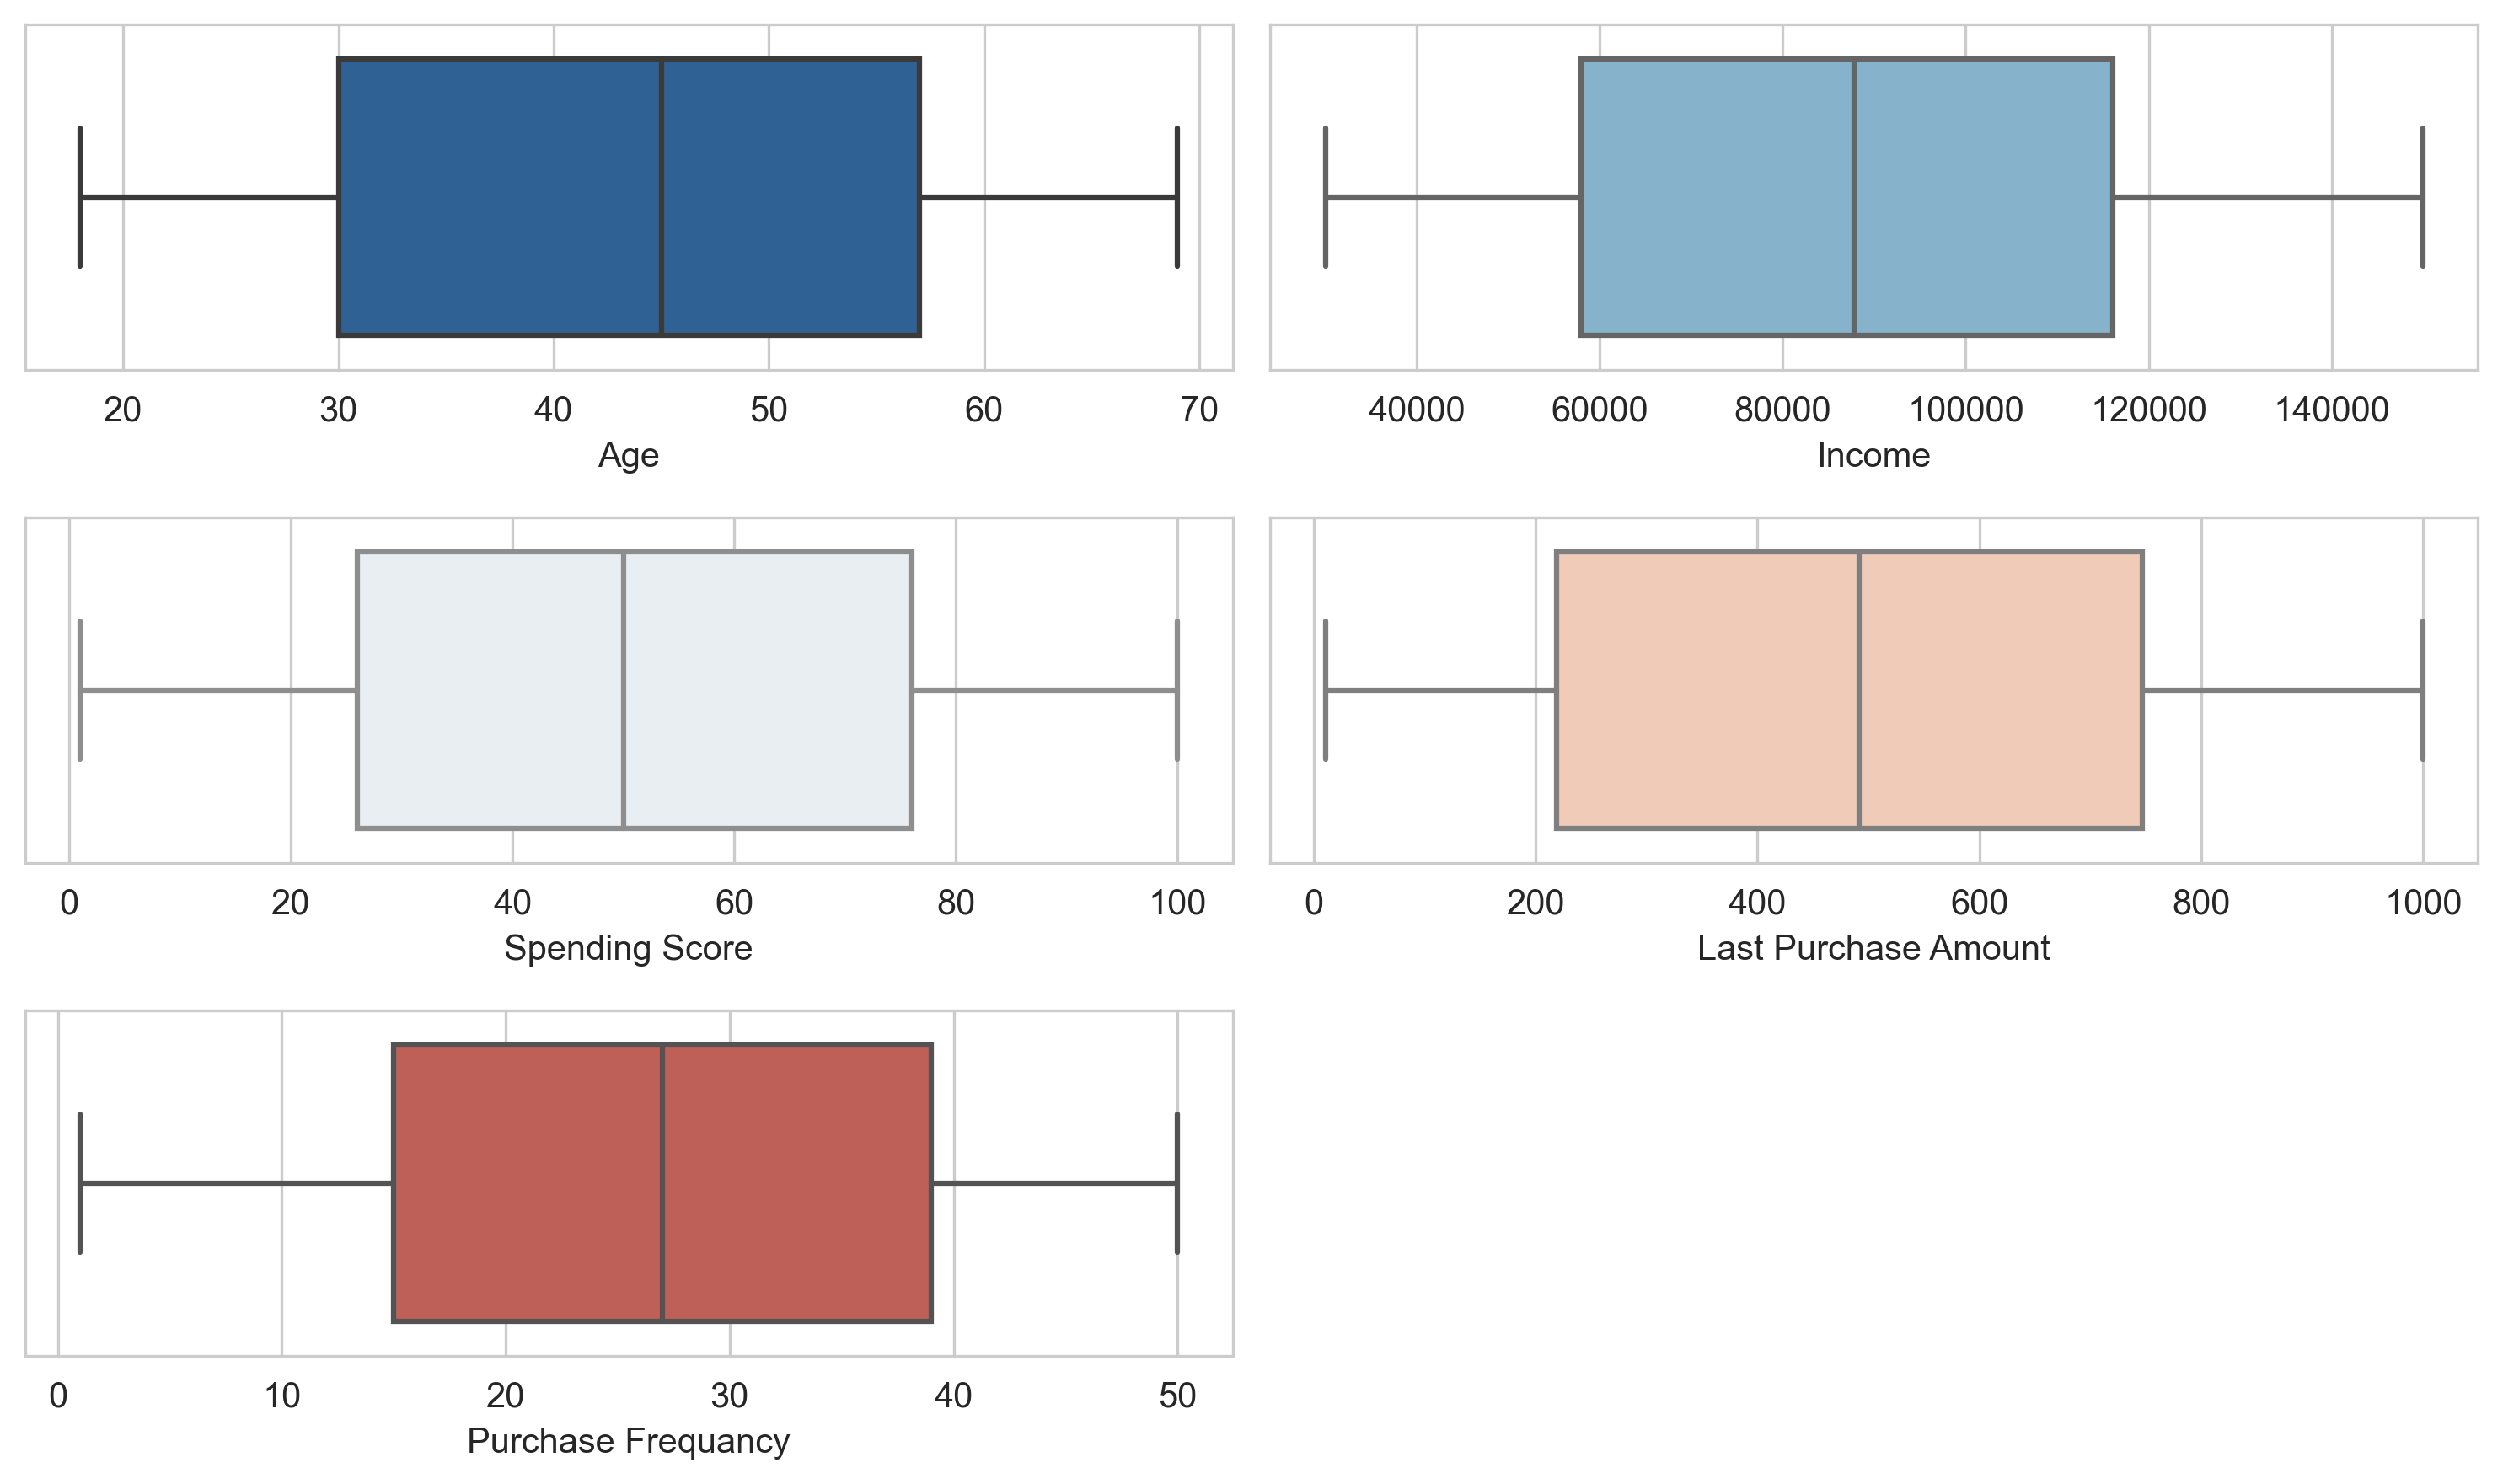 20 30 40 50 60 70
Age
40000 60000 80000 100000 120000 140000
Income
0 20 40 60 80 100
Spending Score
0 200 400 600 800 1000
Last Purchase Amount
0 10 20 30 40 50
Purchase Frequancy